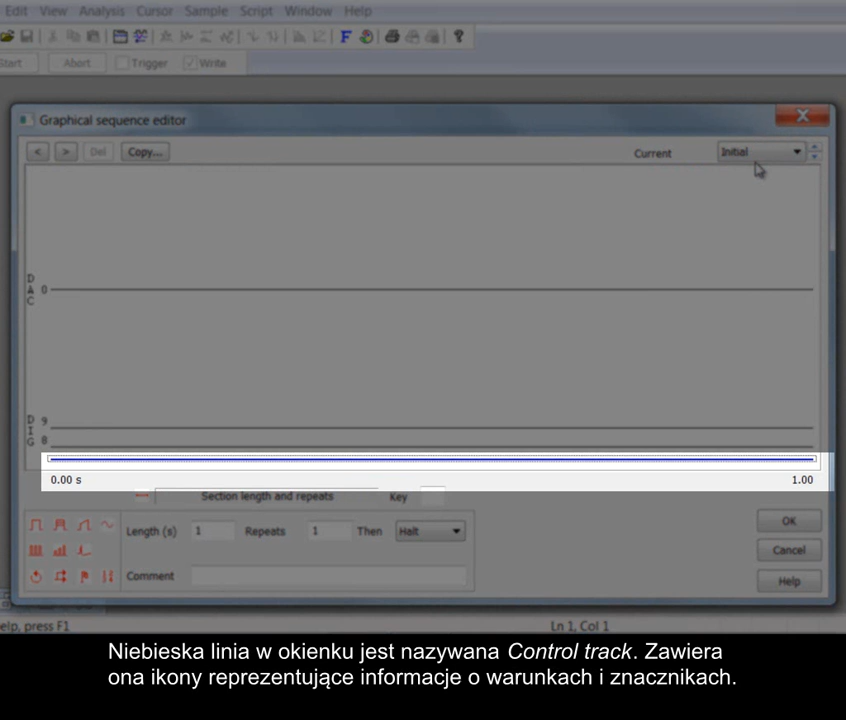 Edit View Analysis Cursor Sample Script Window Help
F ?
Start Abort Trigger Write
Graphical sequence editor
< > Del Copy... Current Initial
DAC 0
DIG 9
8
0.00 s 1.00
Section length and repeats Key
Length (s) 1 Repeats 1 Then Halt OK
Cancel
Comment Help
elp, press F1 Ln 1, Col 1
Niebieska linia w okienku jest nazywana Control track. Zawiera
ona ikony reprezentujące informacje o warunkach i znacznikach.